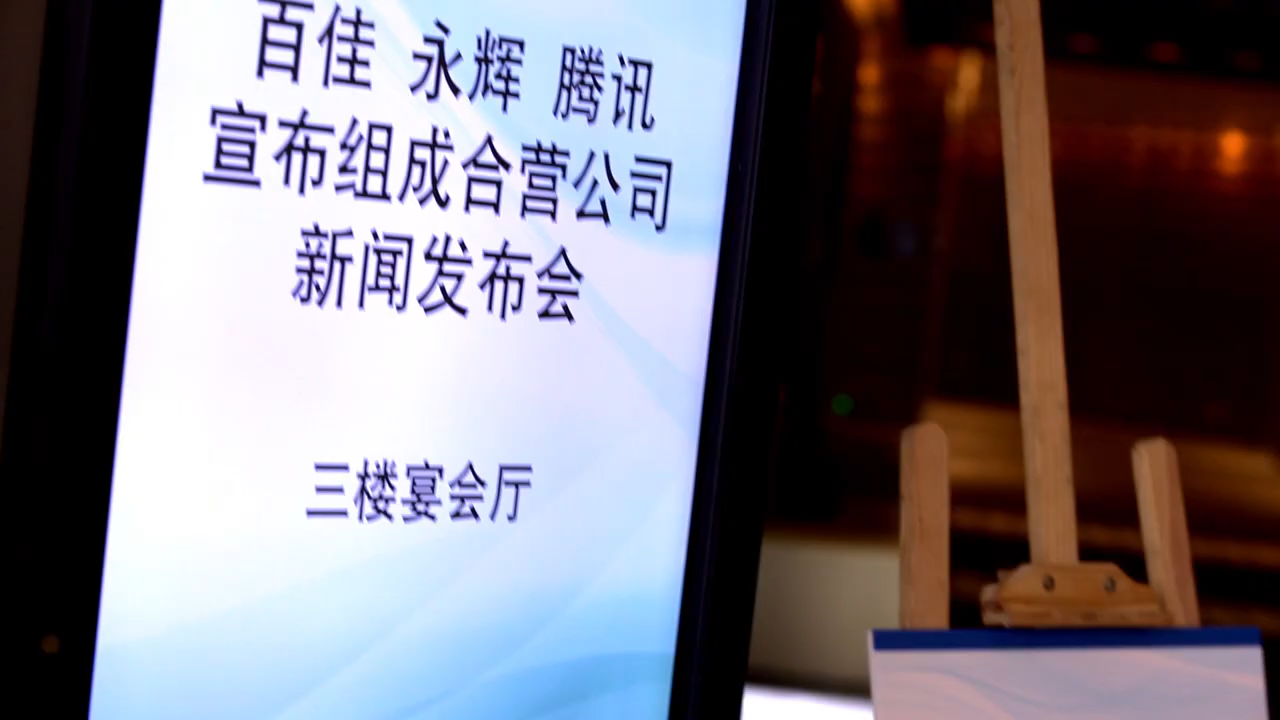 百佳 永辉 腾讯
宣布组成合营公司
新闻发布会
三楼宴会厅